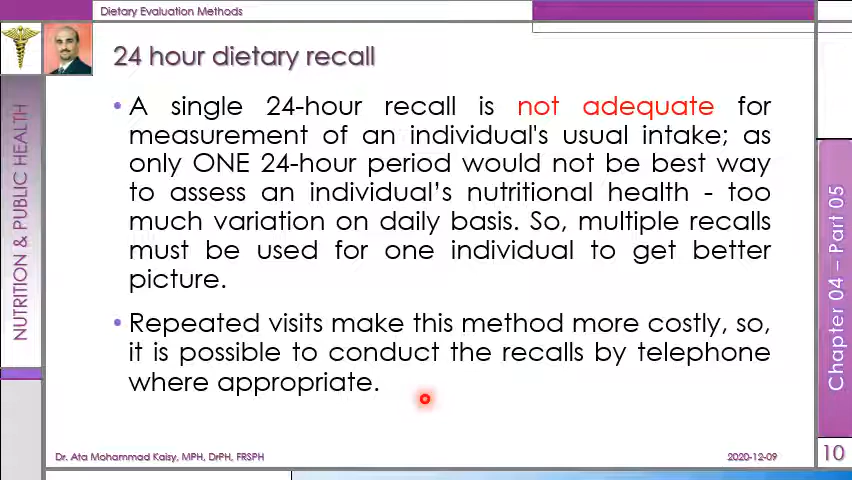 Dietary Evaluation Methods
24 hour dietary recall
• A single 24-hour recall is not adequate for
measurement of an individual's usual intake; as
only ONE 24-hour period would not be best way
to assess an individual’s nutritional health - too
much variation on daily basis. So, multiple recalls
must be used for one individual to get better
picture.
• Repeated visits make this method more costly, so,
it is possible to conduct the recalls by telephone
where appropriate.
NUTRITION & PUBLIC HEALTH
Chapter 04 – Part 05
Dr. Ata Mohammad Kaisy, MPH, DrPH, FRSPH
2020-12-09
10